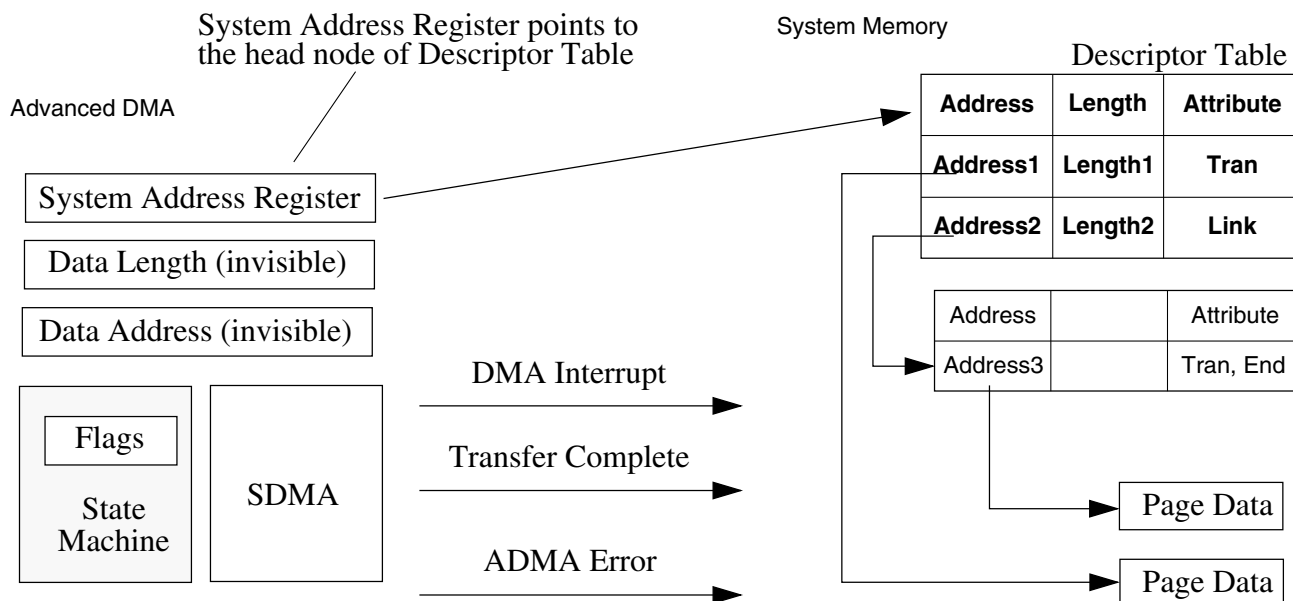 System Address Register points to
the head node of Descriptor Table
System Memory
Descriptor Table
Advanced DMA
Address Length Attribute
Address1 Length1 Tran
Address2 Length2 Link
System Address Register
Data Length (invisible)
Data Address (invisible)
Address Attribute
Address3 Tran, End
DMA Interrupt
Flags
State
Machine
SDMA
Transfer Complete
ADMA Error
Page Data
Page Data